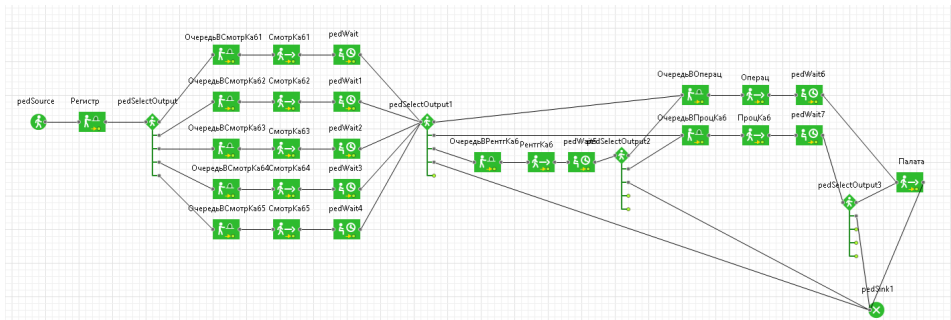 ОчередьВСмотрКаб1 СмотрКаб1 pedWait
ОчередьВСмотрКаб2 СмотрКаб2 pedWait1
ОчередьВОперац Операц pedWait6
pedSource Регистр pedSelectOutput
pedSelectOutput1
ОчередьВСмотрКаб3 СмотрКаб3 pedWait2
ОчередьВПроцКаб ПроцКаб pedWait7
ОчередьВРентгКаб РентгКаб pedWait5 pedSelectOutput2
ОчередьВСмотрКаб4 СмотрКаб4 pedWait3
Палата
pedSelectOutput3
ОчередьВСмотрКаб5 СмотрКаб5 pedWait4
pedSink1